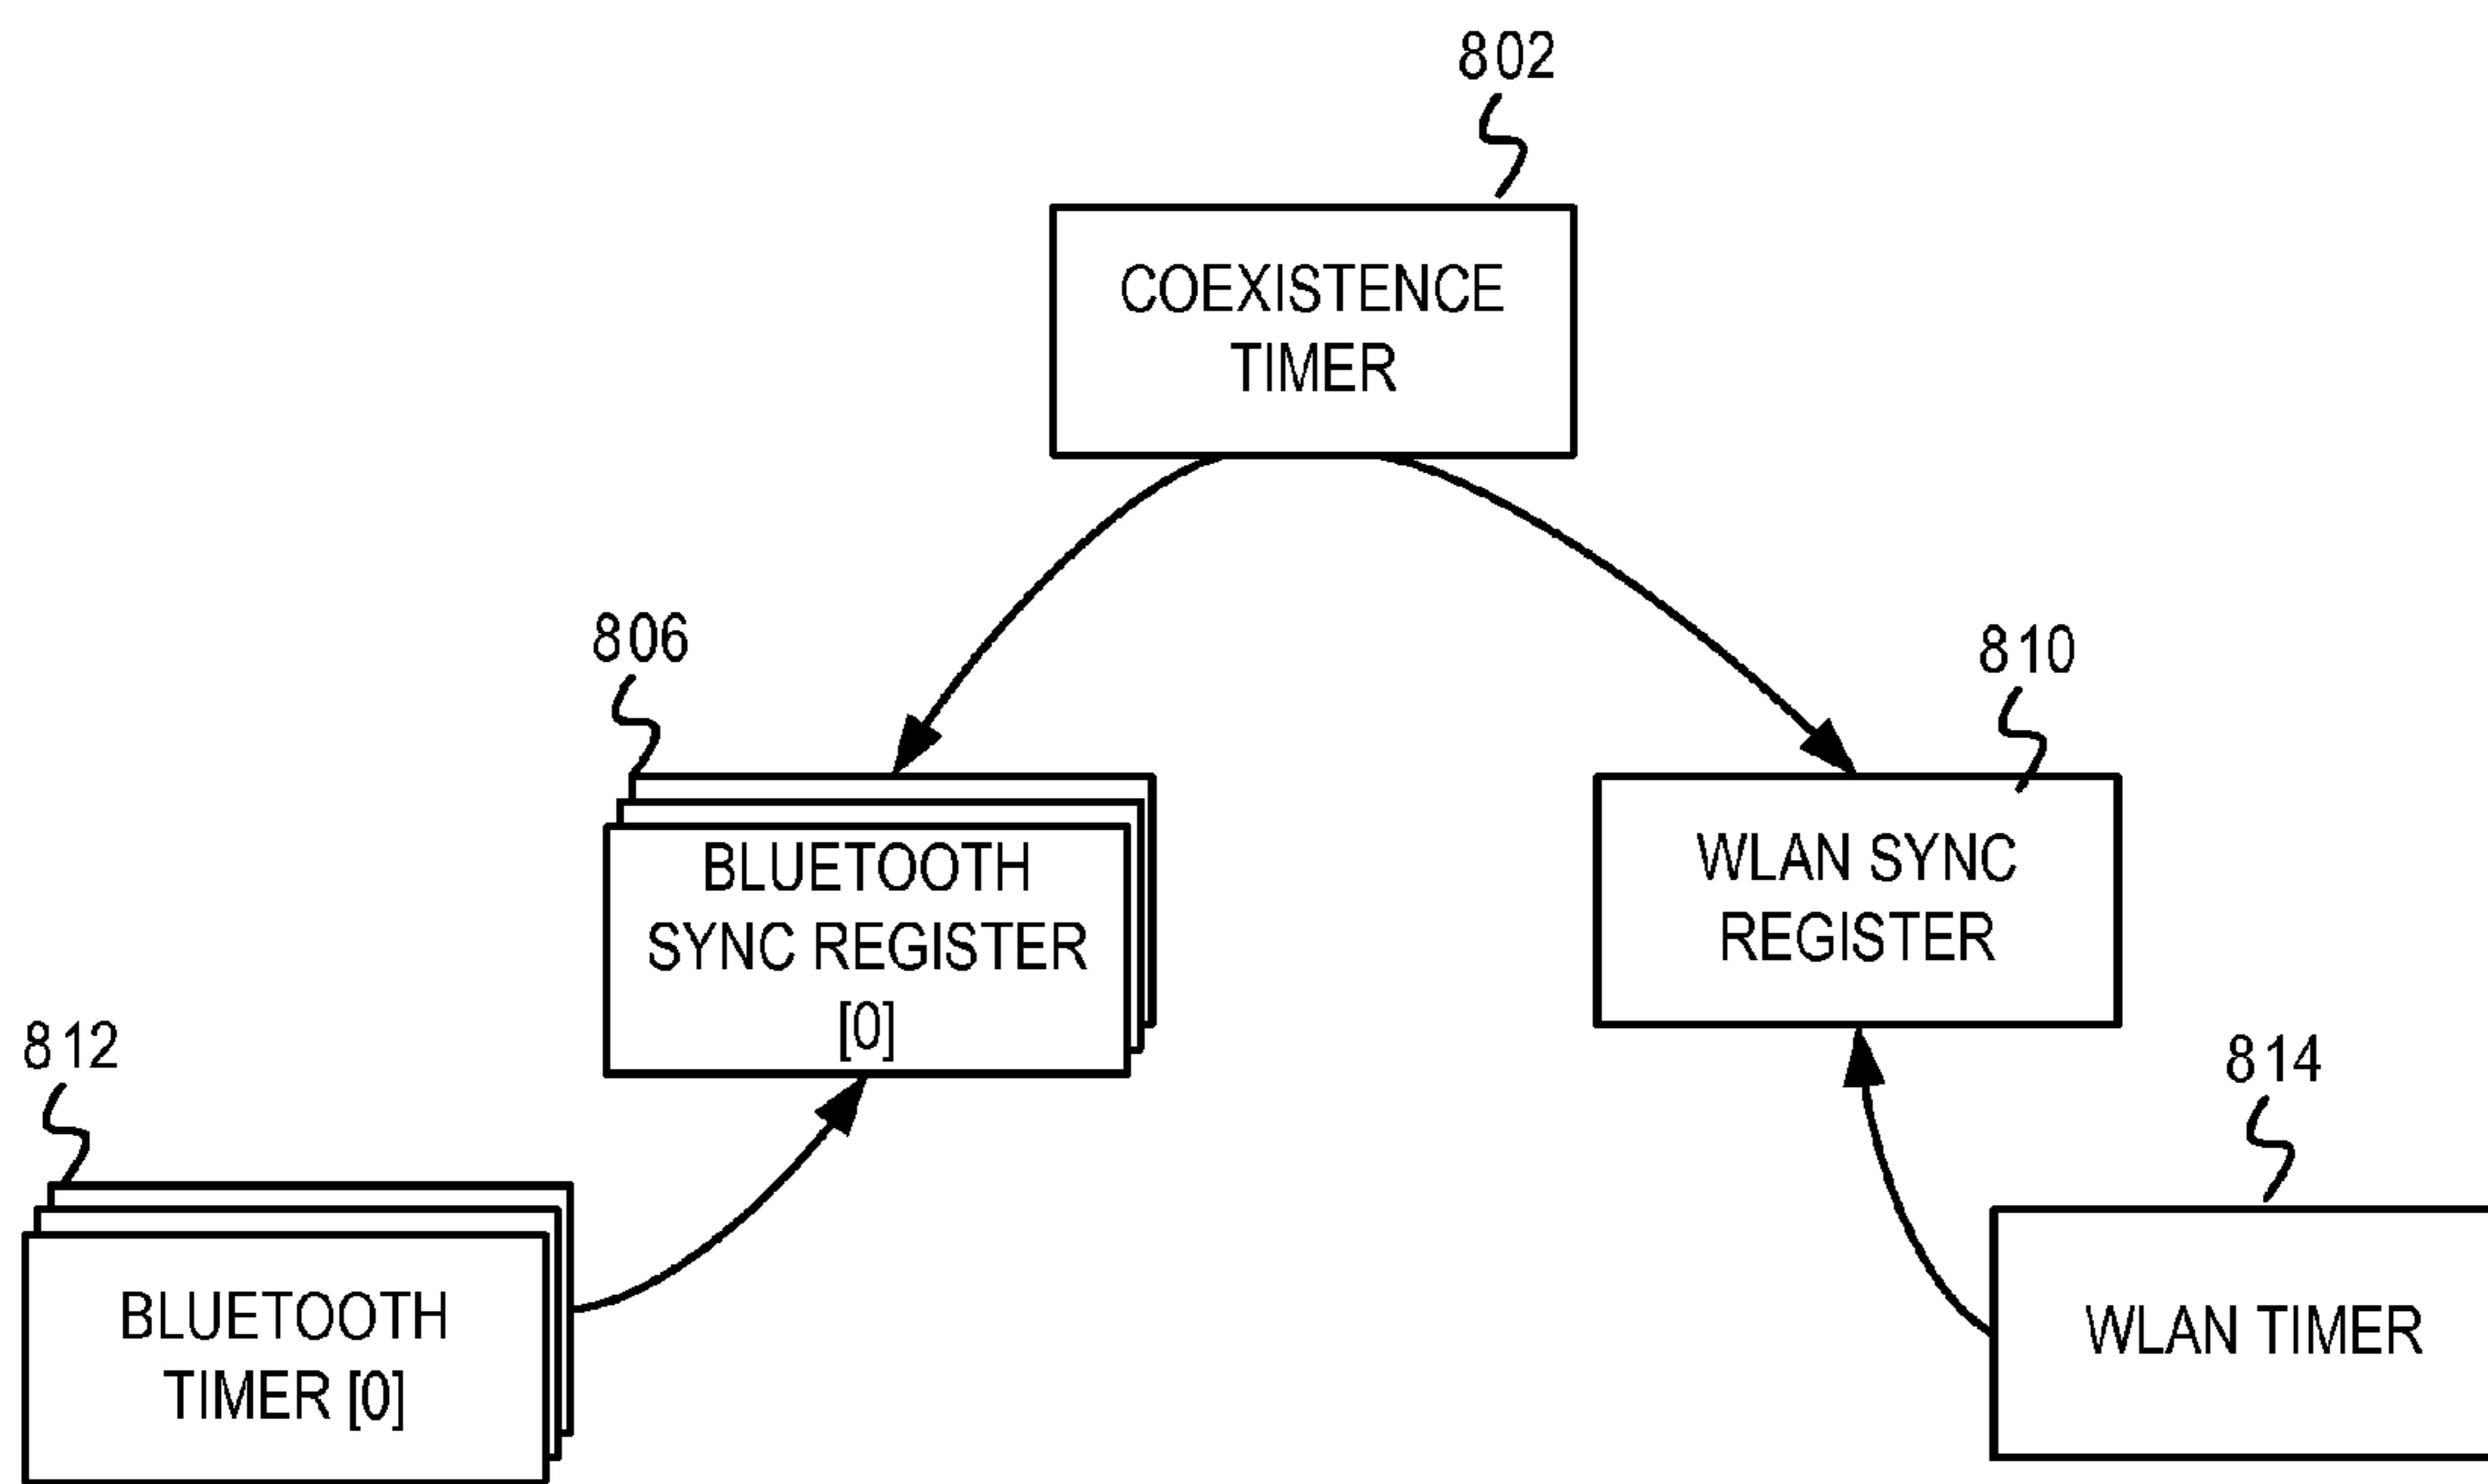 802
COEXISTENCE
TIMER
806
810
BLUETOOTH
SYNC REGISTER
[0]
WLAN SYNC
REGISTER
812
814
BLUETOOTH
TIMER [0]
WLAN TIMER